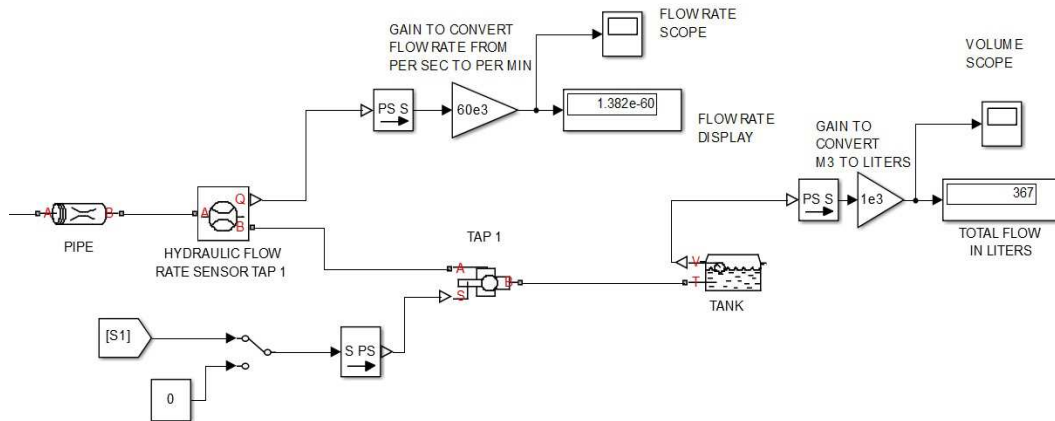 GAIN TO CONVERT
FLOW RATE FROM
PER SEC TO PER MIN
FLOW RATE
SCOPE
VOLUME
SCOPE
PS S
60e3
1.382e-60
FLOW RATE
DISPLAY
GAIN TO
CONVERT
M3 TO LITERS
PS S
1e3
367
TOTAL FLOW
IN LITERS
A
B
PIPE
A
Q
B
HYDRAULIC FLOW
RATE SENSOR TAP 1
TAP 1
A
S
B
V
T
TANK
[S1]
S PS
0